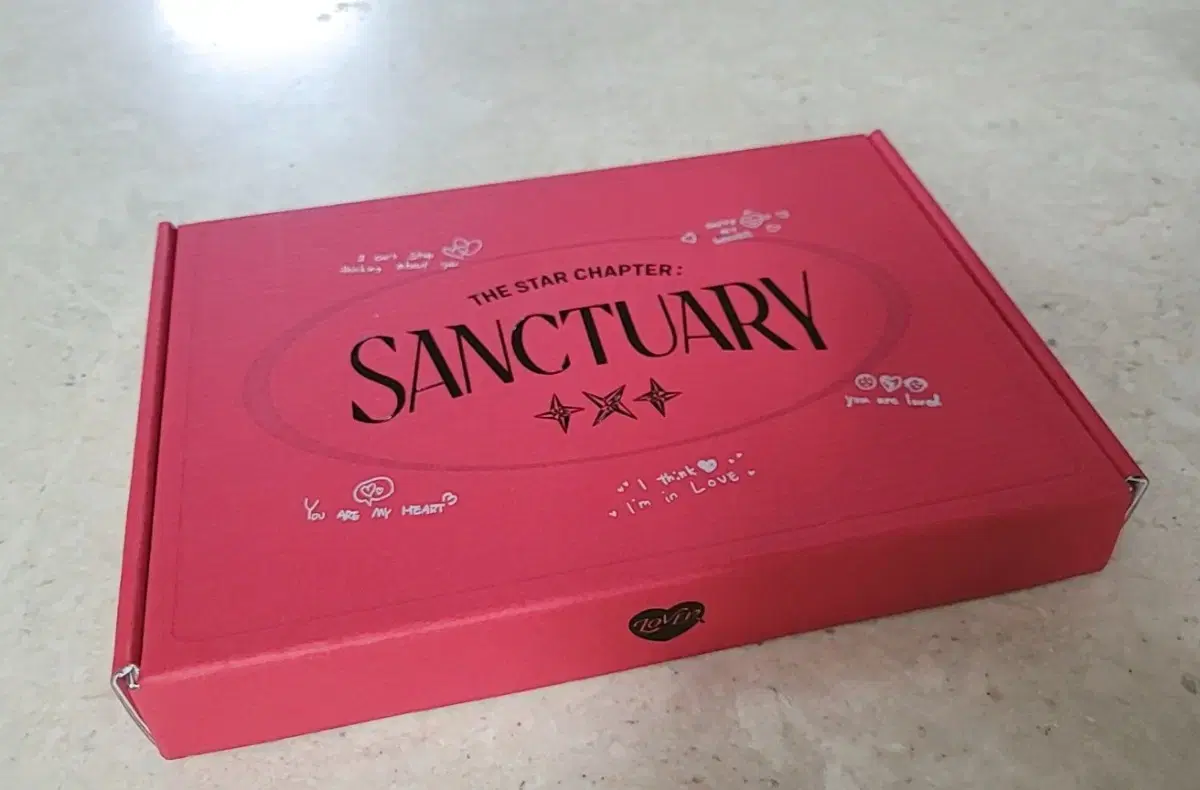 I can't stop
thinking about you
THE STAR CHAPTER:
SANCTUARY
you are loved
YOU ARE MY HEART
I think
I'm in LOVE
LOVER